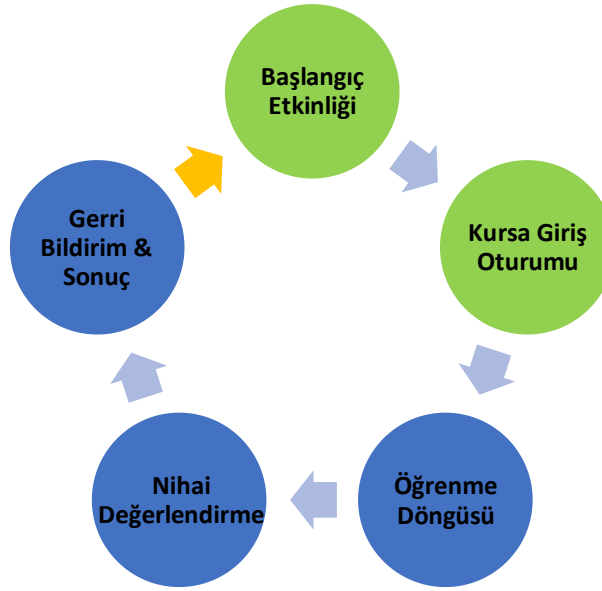 Başlangıç
Etkinliği
Kursa Giriş
Oturumu
Öğrenme
Döngüsü
Nihai
Değerlendirme
Gerri
Bildirim &
Sonuç